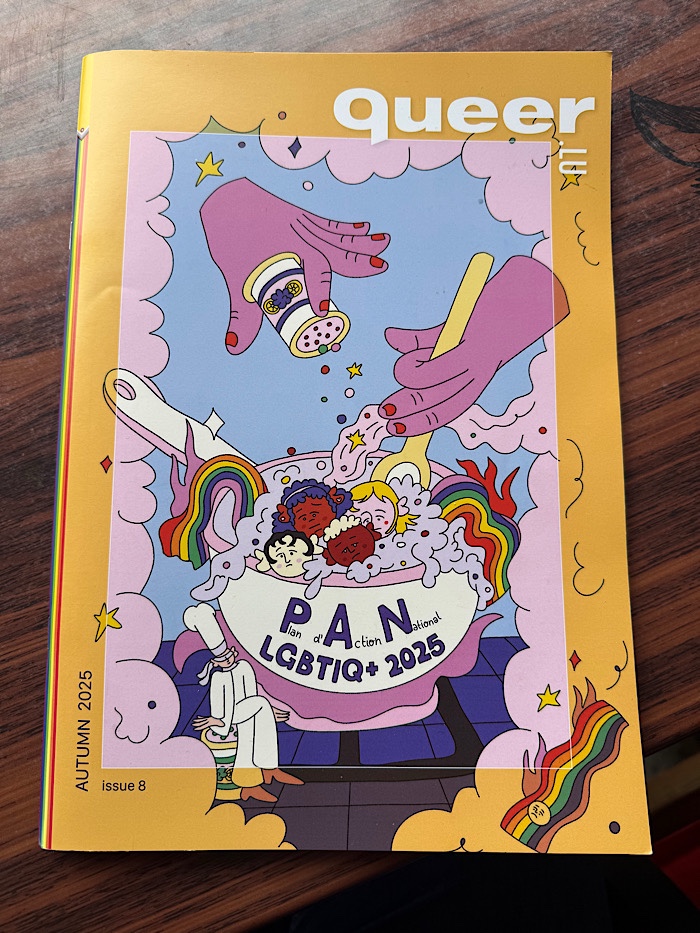 queer
.lu
Plan d'Action National
LGBTIQ+ 2025
AUTUMN 2025
issue 8